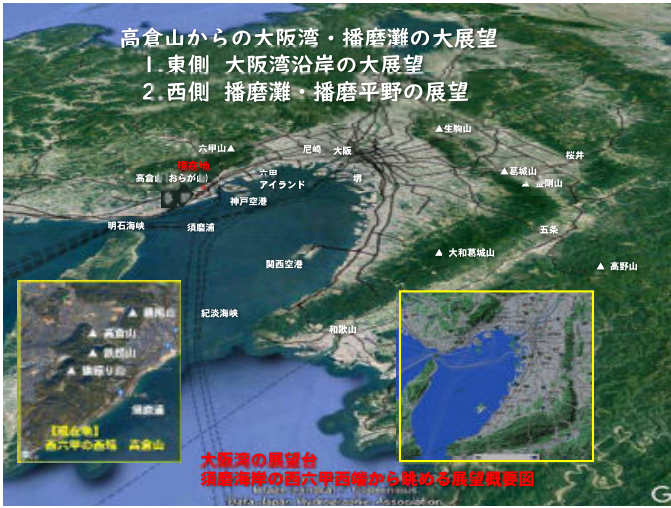 高倉山からの大阪湾・播磨灘の大展望
1.東側 大阪湾沿岸の大展望
2.西側 播磨灘・播磨平野の展望
▲生駒山
六甲山▲
尼崎
大阪
桜井
現在地
高倉山(おらが山)
六甲
アイランド
堺
▲葛城山
▲金剛山
神戸空港
明石海峡
須磨浦
五条
関西空港
▲大和葛城山
▲高野山
紀淡海峡
和歌山
▲高倉山
▲鉄拐山
須磨浦
【現在地】
西六甲の西端 高倉山
大阪湾の展望台
須磨海岸の西六甲西端から眺める展望概要図
G